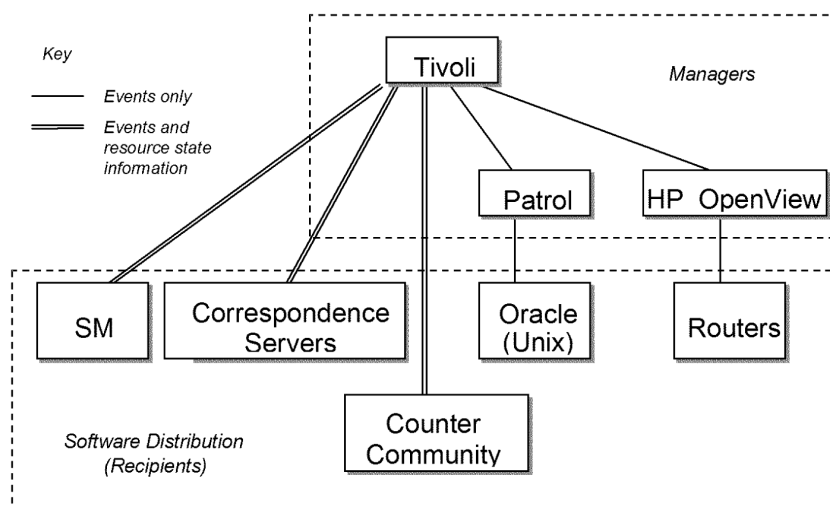 Key
Events only
Events and
resource state
information
Tivoli
Managers
Patrol
HP OpenView
SM
Correspondence
Servers
Oracle
(Unix)
Routers
Counter
Community
Software Distribution
(Recipients)